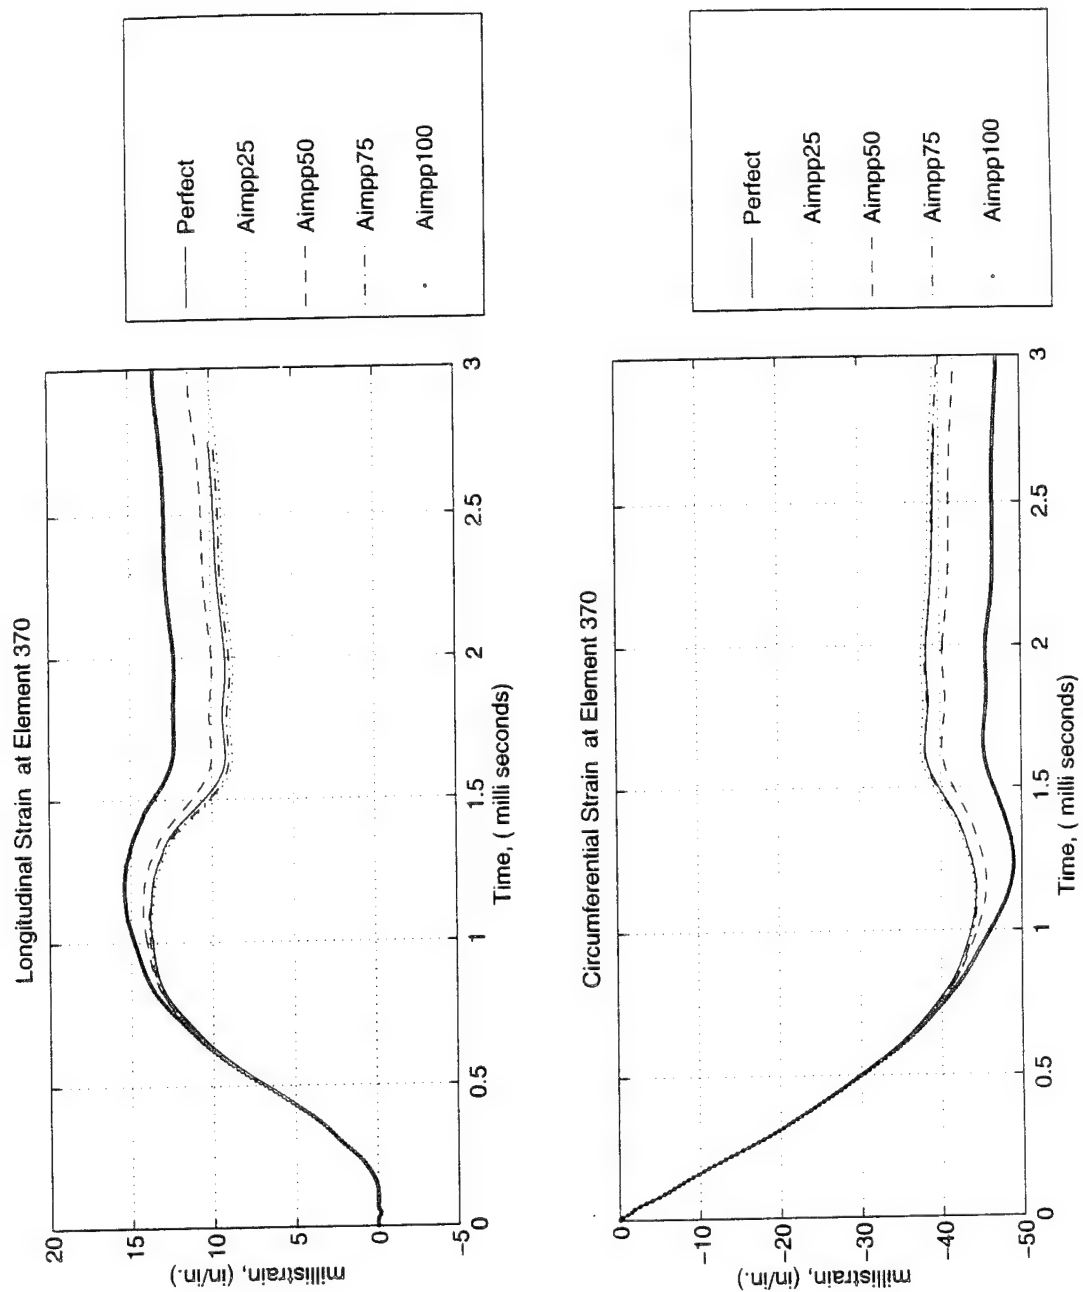 Longitudinal Strain at Element 370
millistrain, (in/in.)
20
15
10
5
0
-5
0
0.5
1
1.5
2
2.5
3
Time, ( milli seconds)
Perfect
Aimpp25
Aimpp50
Aimpp75
Aimpp100
Circumferential Strain at Element 370
millistrain, (in/in.)
0
-10
-20
-30
-40
-50
0
0.5
1
1.5
2
2.5
3
Time, ( milli seconds)
Perfect
Aimpp25
Aimpp50
Aimpp75
Aimpp100